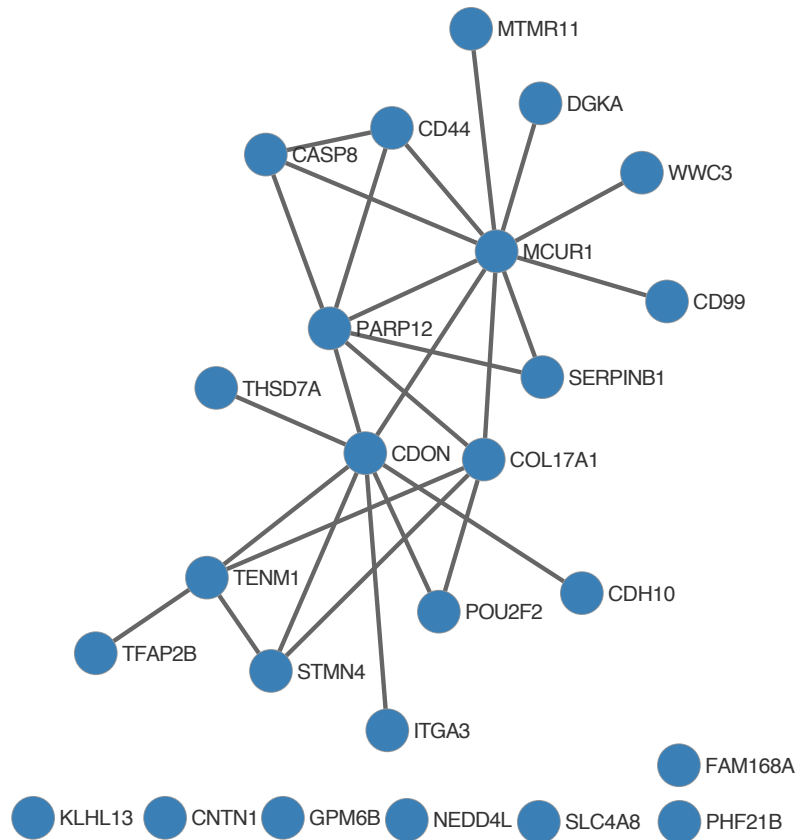 MTMR11
DGKA
CD44
CASP8
WWC3
MCUR1
CD99
PARP12
SERPINB1
THSD7A
CDON
COL17A1
TENM1
CDH10
POU2F2
TFAP2B
STMN4
ITGA3
FAM168A
KLHL13
CNTN1
GPM6B
NEDD4L
SLC4A8
PHF21B